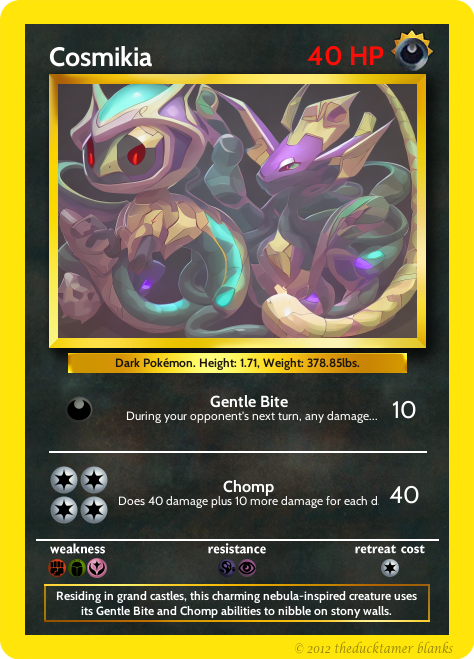 Cosmikia
40 HP
Dark Pokémon. Height: 1.71, Weight: 378.85lbs.
Gentle Bite
During your opponent's next turn, any damage...
10
Chomp
Does 40 damage plus 10 more damage for each d
40
weakness
resistance
retreat cost
Residing in grand castles, this charming nebula-inspired creature uses
its Gentle Bite and Chomp abilities to nibble on stony walls.
© 2012 theducktamer blanks